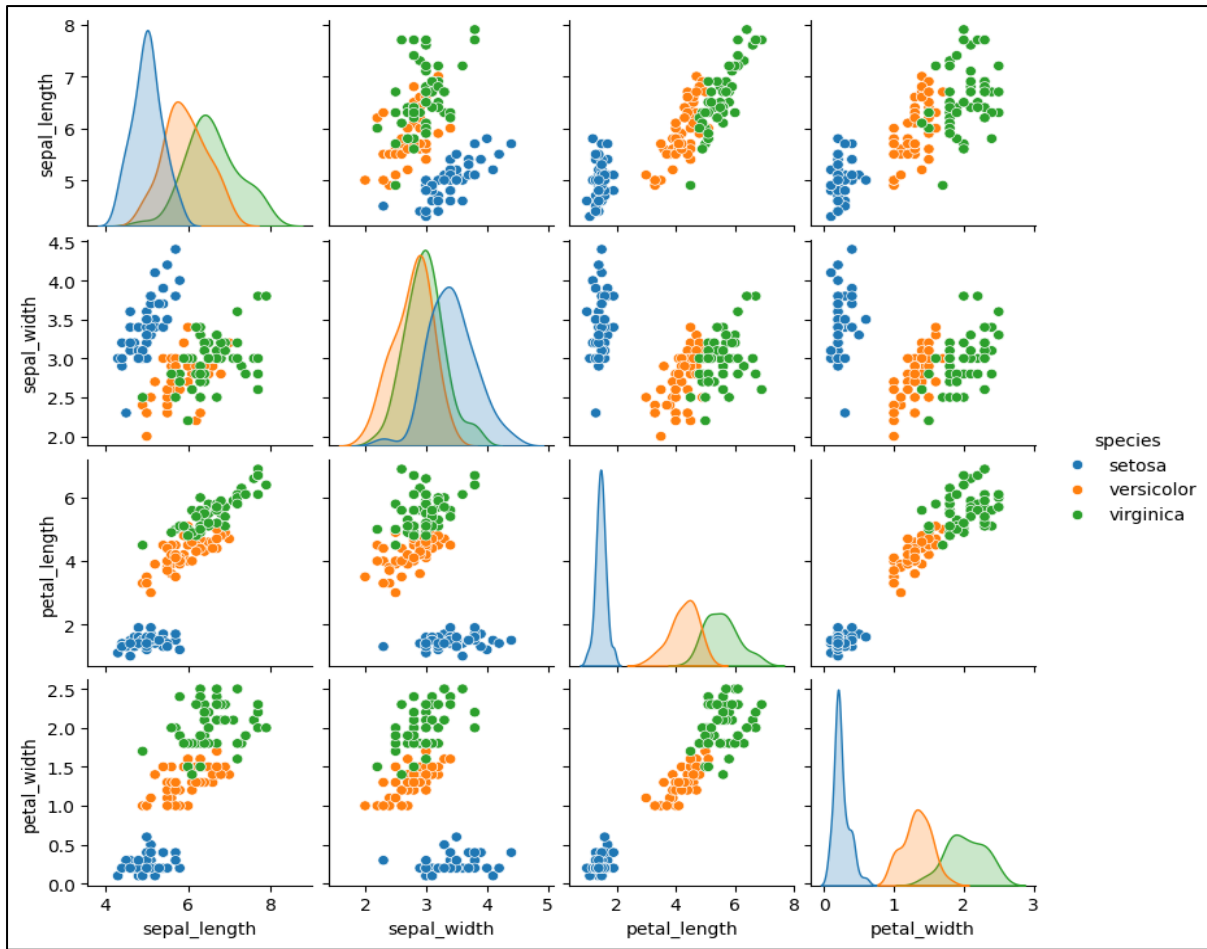 8
7
6
5
sepal_length
4.5
4.0
3.5
3.0
2.5
2.0
sepal_width
6
4
2
petal_length
2.5
2.0
1.5
1.0
0.5
0.0
petal_width
4 6 8
sepal_length
2 3 4 5
sepal_width
0 2 4 6 8
petal_length
0 1 2 3
petal_width
species
setosa
versicolor
virginica